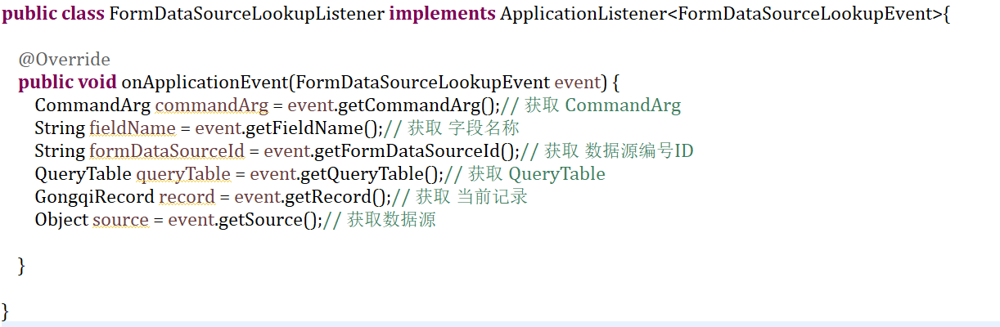 public class FormDataSourceLookupListener implements ApplicationListener<FormDataSourceLookupEvent>{
@Override
public void onApplicationEvent(FormDataSourceLookupEvent event) {
CommandArg commandArg = event.getCommandArg();// 获取 CommandArg
String fieldName = event.getFieldName();// 获取 字段名称
String formDataSourceId = event.getFormDataSourceId();// 获取 数据源编号ID
QueryTable queryTable = event.getQueryTable();// 获取 QueryTable
GongqiRecord record = event.getRecord();// 获取 当前记录
Object source = event.getSource();// 获取数据源
}
}